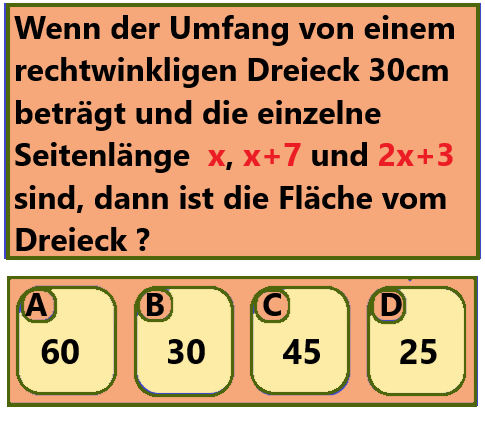 Wenn der Umfang von einem
rechtwinkligen Dreieck 30cm
beträgt und die einzelne
Seitenlänge x, x+7 und 2x+3
sind, dann ist die Fläche vom
Dreieck ?
A B C D
60 30 45 25